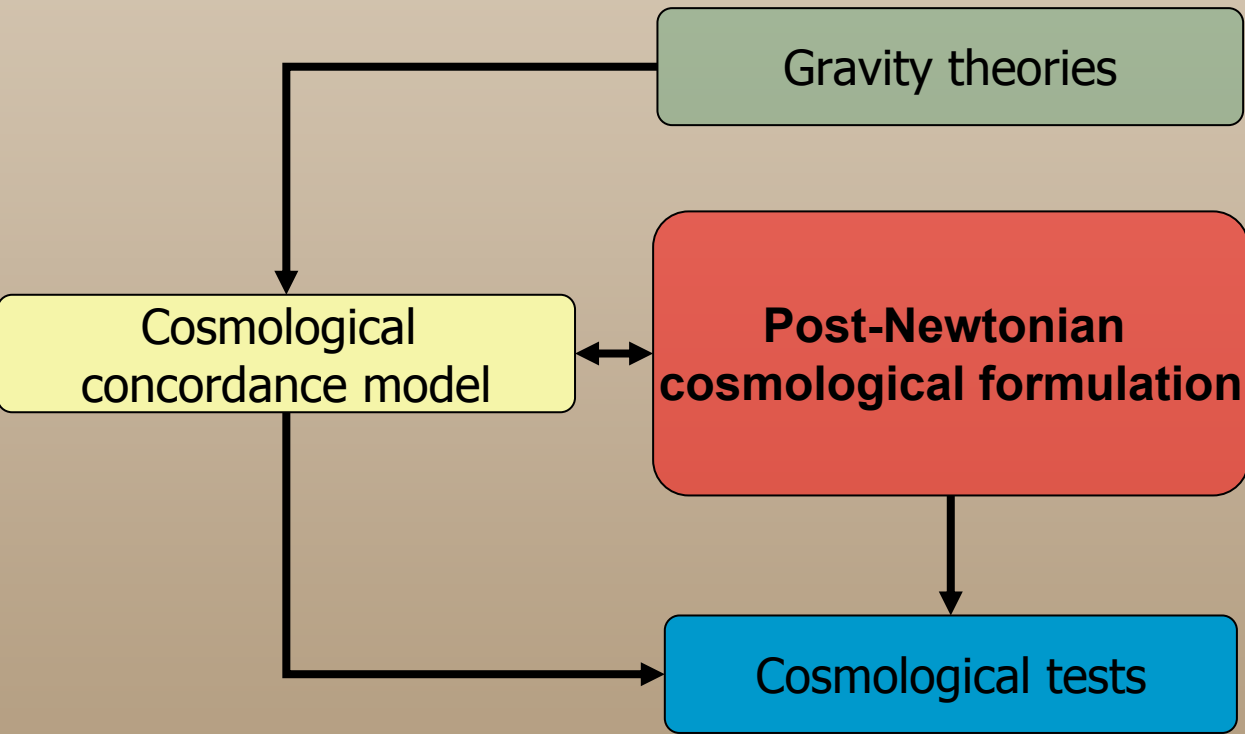 Gravity theories
Cosmological
concordance model
Post-Newtonian
cosmological formulation
Cosmological tests